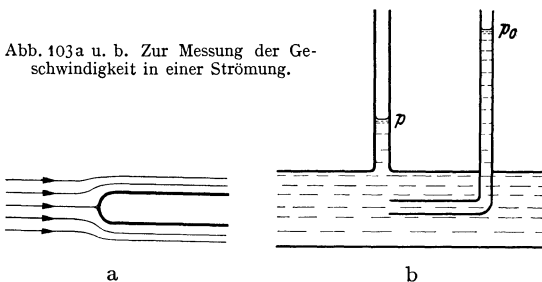 Abb. 103a u. b. Zur Messung der Ge-
schwindigkeit in einer Strömung.
p
p₀
a
b